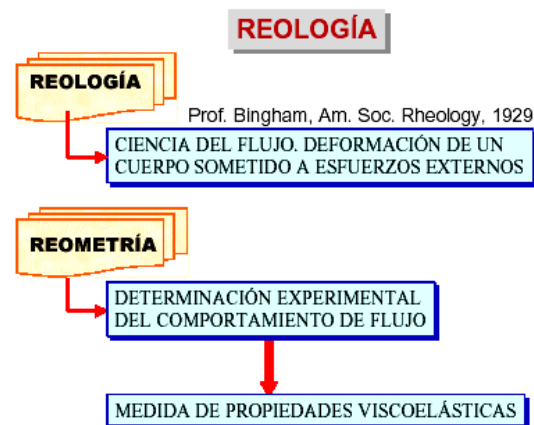 REOLOGÍA
REOLOGÍA
Prof. Bingham, Am. Soc. Rheology, 1929
CIENCIA DEL FLUJO. DEFORMACIÓN DE UN
CUERPO SOMETIDO A ESFUERZOS EXTERNOS
REOMETRÍA
DETERMINACIÓN EXPERIMENTAL
DEL COMPORTAMIENTO DE FLUJO
MEDIDA DE PROPIEDADES VISCOELÁSTICAS